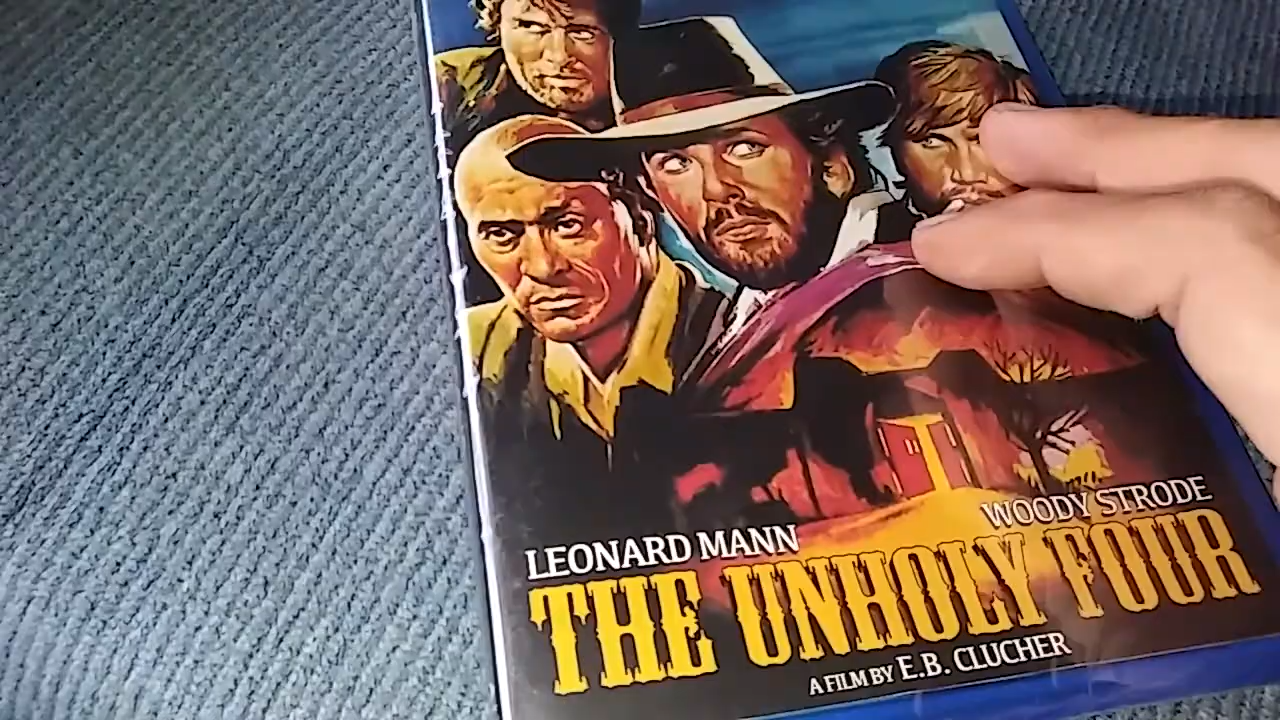 LEONARD MANN
WOODY STRODE
THE UNHOLY FOUR
A FILM BY E.B. CLUCHER